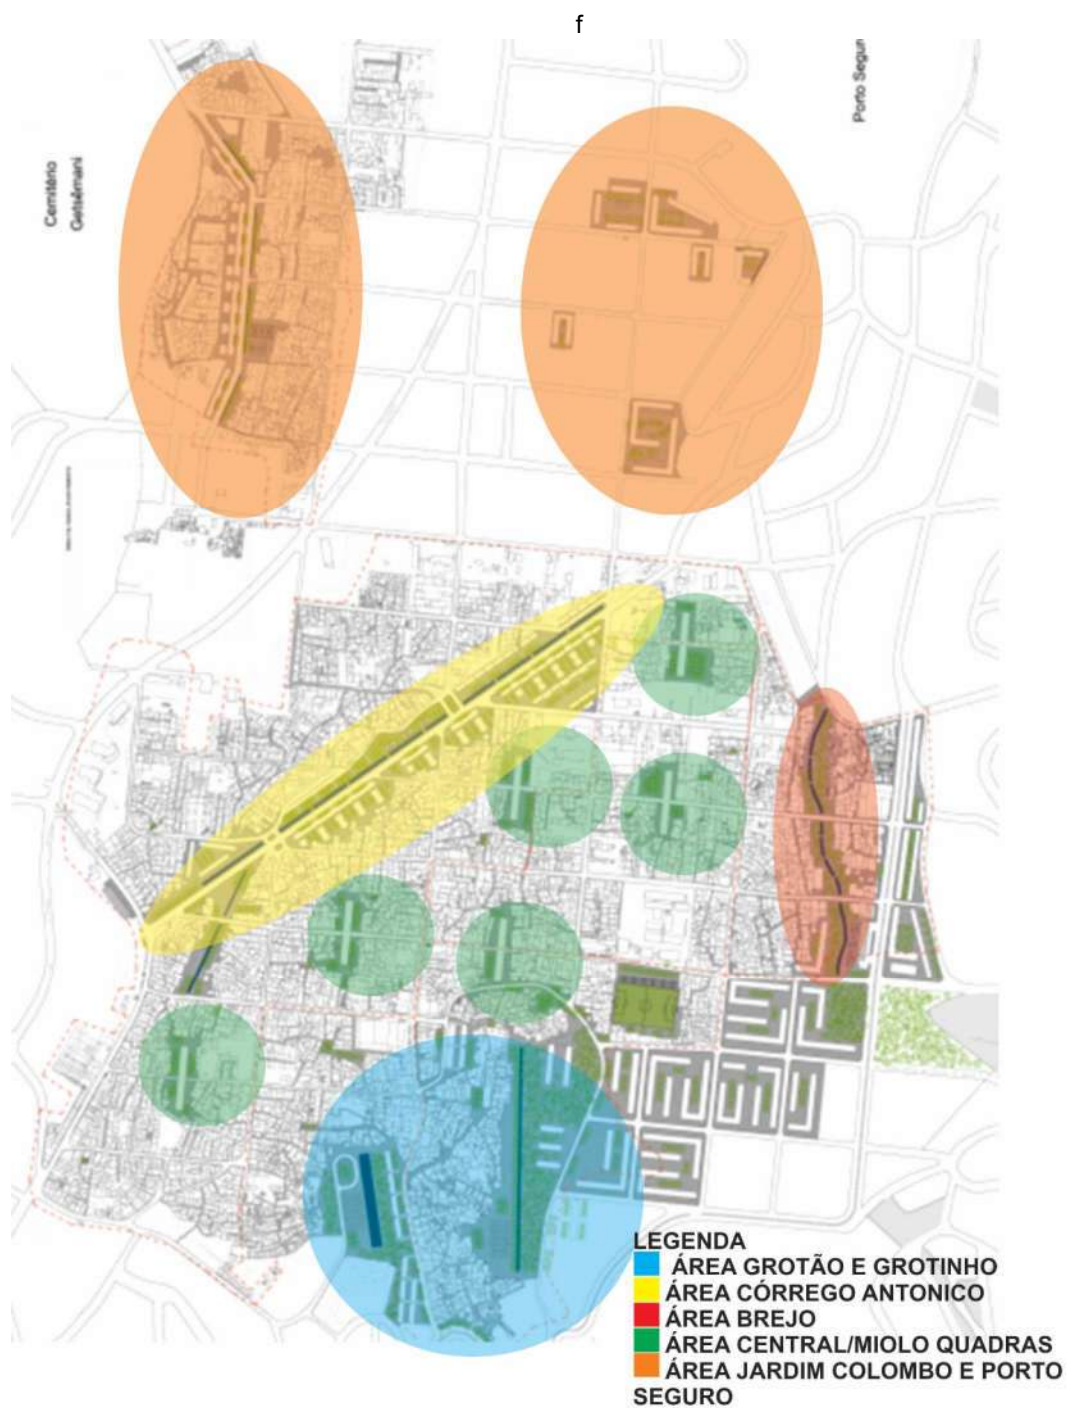 f
Porto Segur
Cemitério
Getsêmani
LEGENDA
ÁREA GROTÃO E GROTINHO
ÁREA CÓRREGO ANTONICO
ÁREA BREJO
ÁREA CENTRAL/MIOLO QUADRAS
ÁREA JARDIM COLOMBO E PORTO
SEGURO